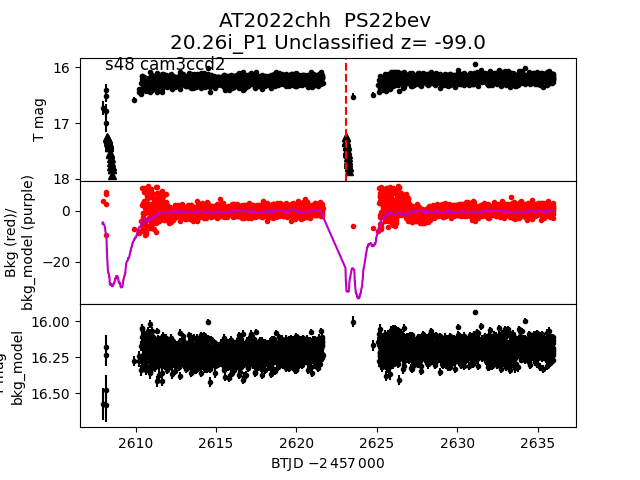 AT2022chh  PS22bev
20.26i_P1 Unclassified z= -99.0
s48 cam3ccd2
16
17
18
T mag
0
−20
Bkg (red)/
bkg_model (purple)
16.00
16.25
16.50
bkg_model
2610
2615
2620
2625
2630
2635
BTJD −2 457 000